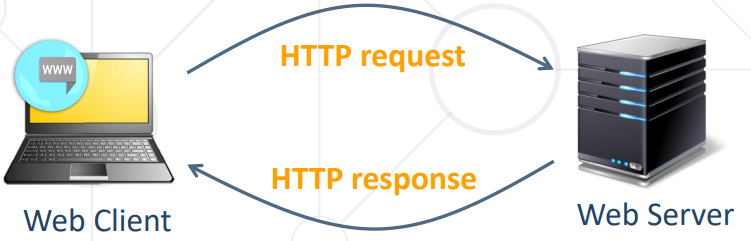 WWW
HTTP request
HTTP response
Web Client
Web Server